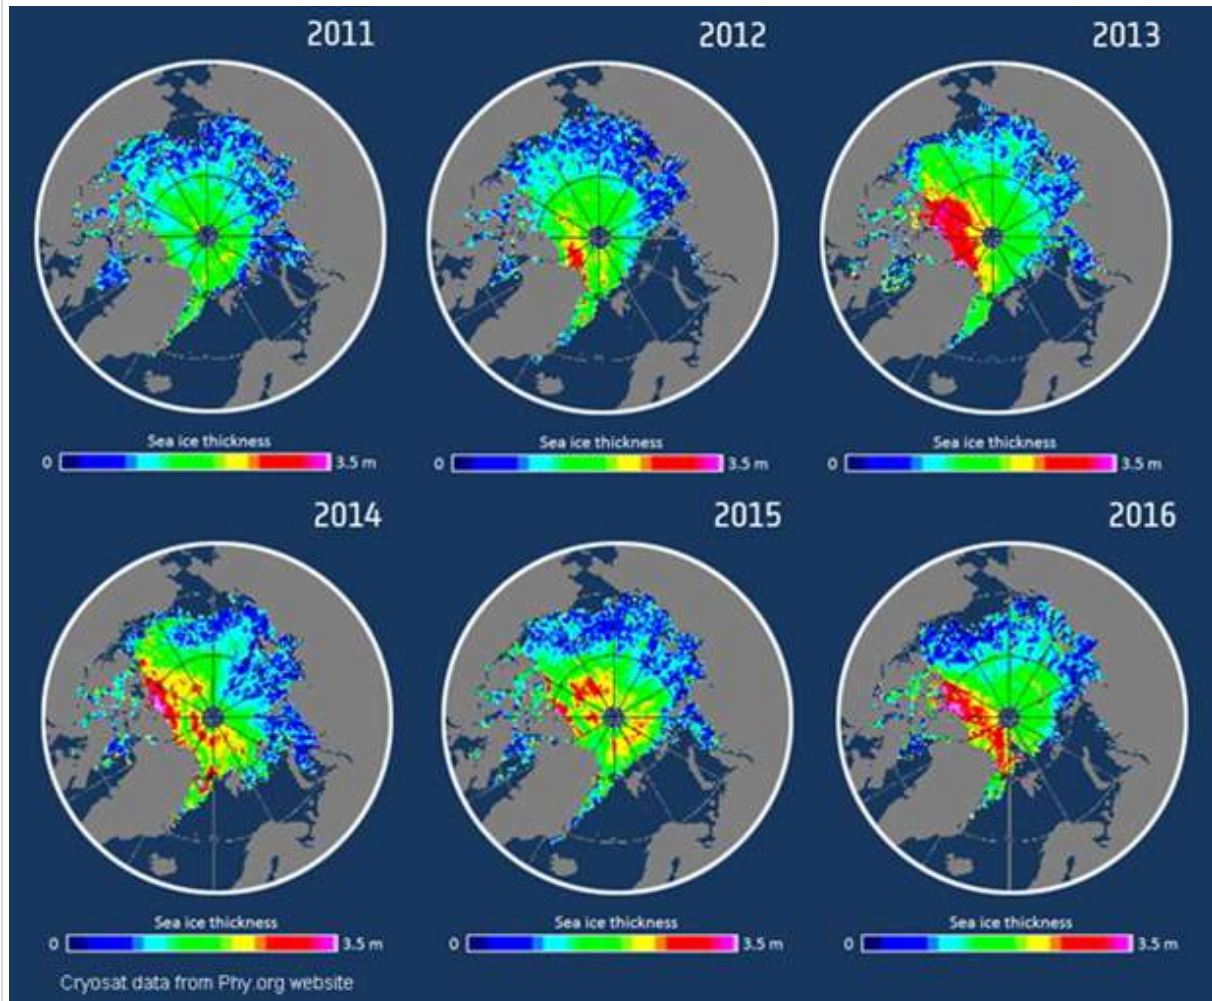 2011
2012
2013
Sea ice thickness
0 3.5 m
Sea ice thickness
0 3.5 m
Sea ice thickness
0 3.5 m
2014
2015
2016
Sea ice thickness
0 3.5 m
Sea ice thickness
0 3.5 m
Sea ice thickness
0 3.5 m
Cryosat data from Phy.org website